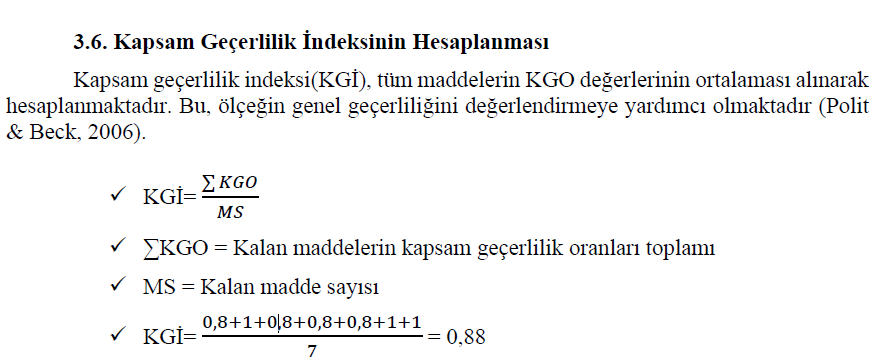 3.6. Kapsam Geçerlilik İndeksinin Hesaplanması
Kapsam geçerlilik indeksi(KGİ), tüm maddelerin KGO değerlerinin ortalaması alınarak
hesaplanmaktadır. Bu, ölçeğin genel geçerliliğini değerlendirmeye yardımcı olmaktadır (Polit
& Beck, 2006).
✓ KGİ= ∑KGO / MS
✓ ∑KGO = Kalan maddelerin kapsam geçerlilik oranları toplamı
✓ MS = Kalan madde sayısı
✓ KGİ= 0,8+1+0,8+0,8+0,8+1+1 / 7 = 0,88